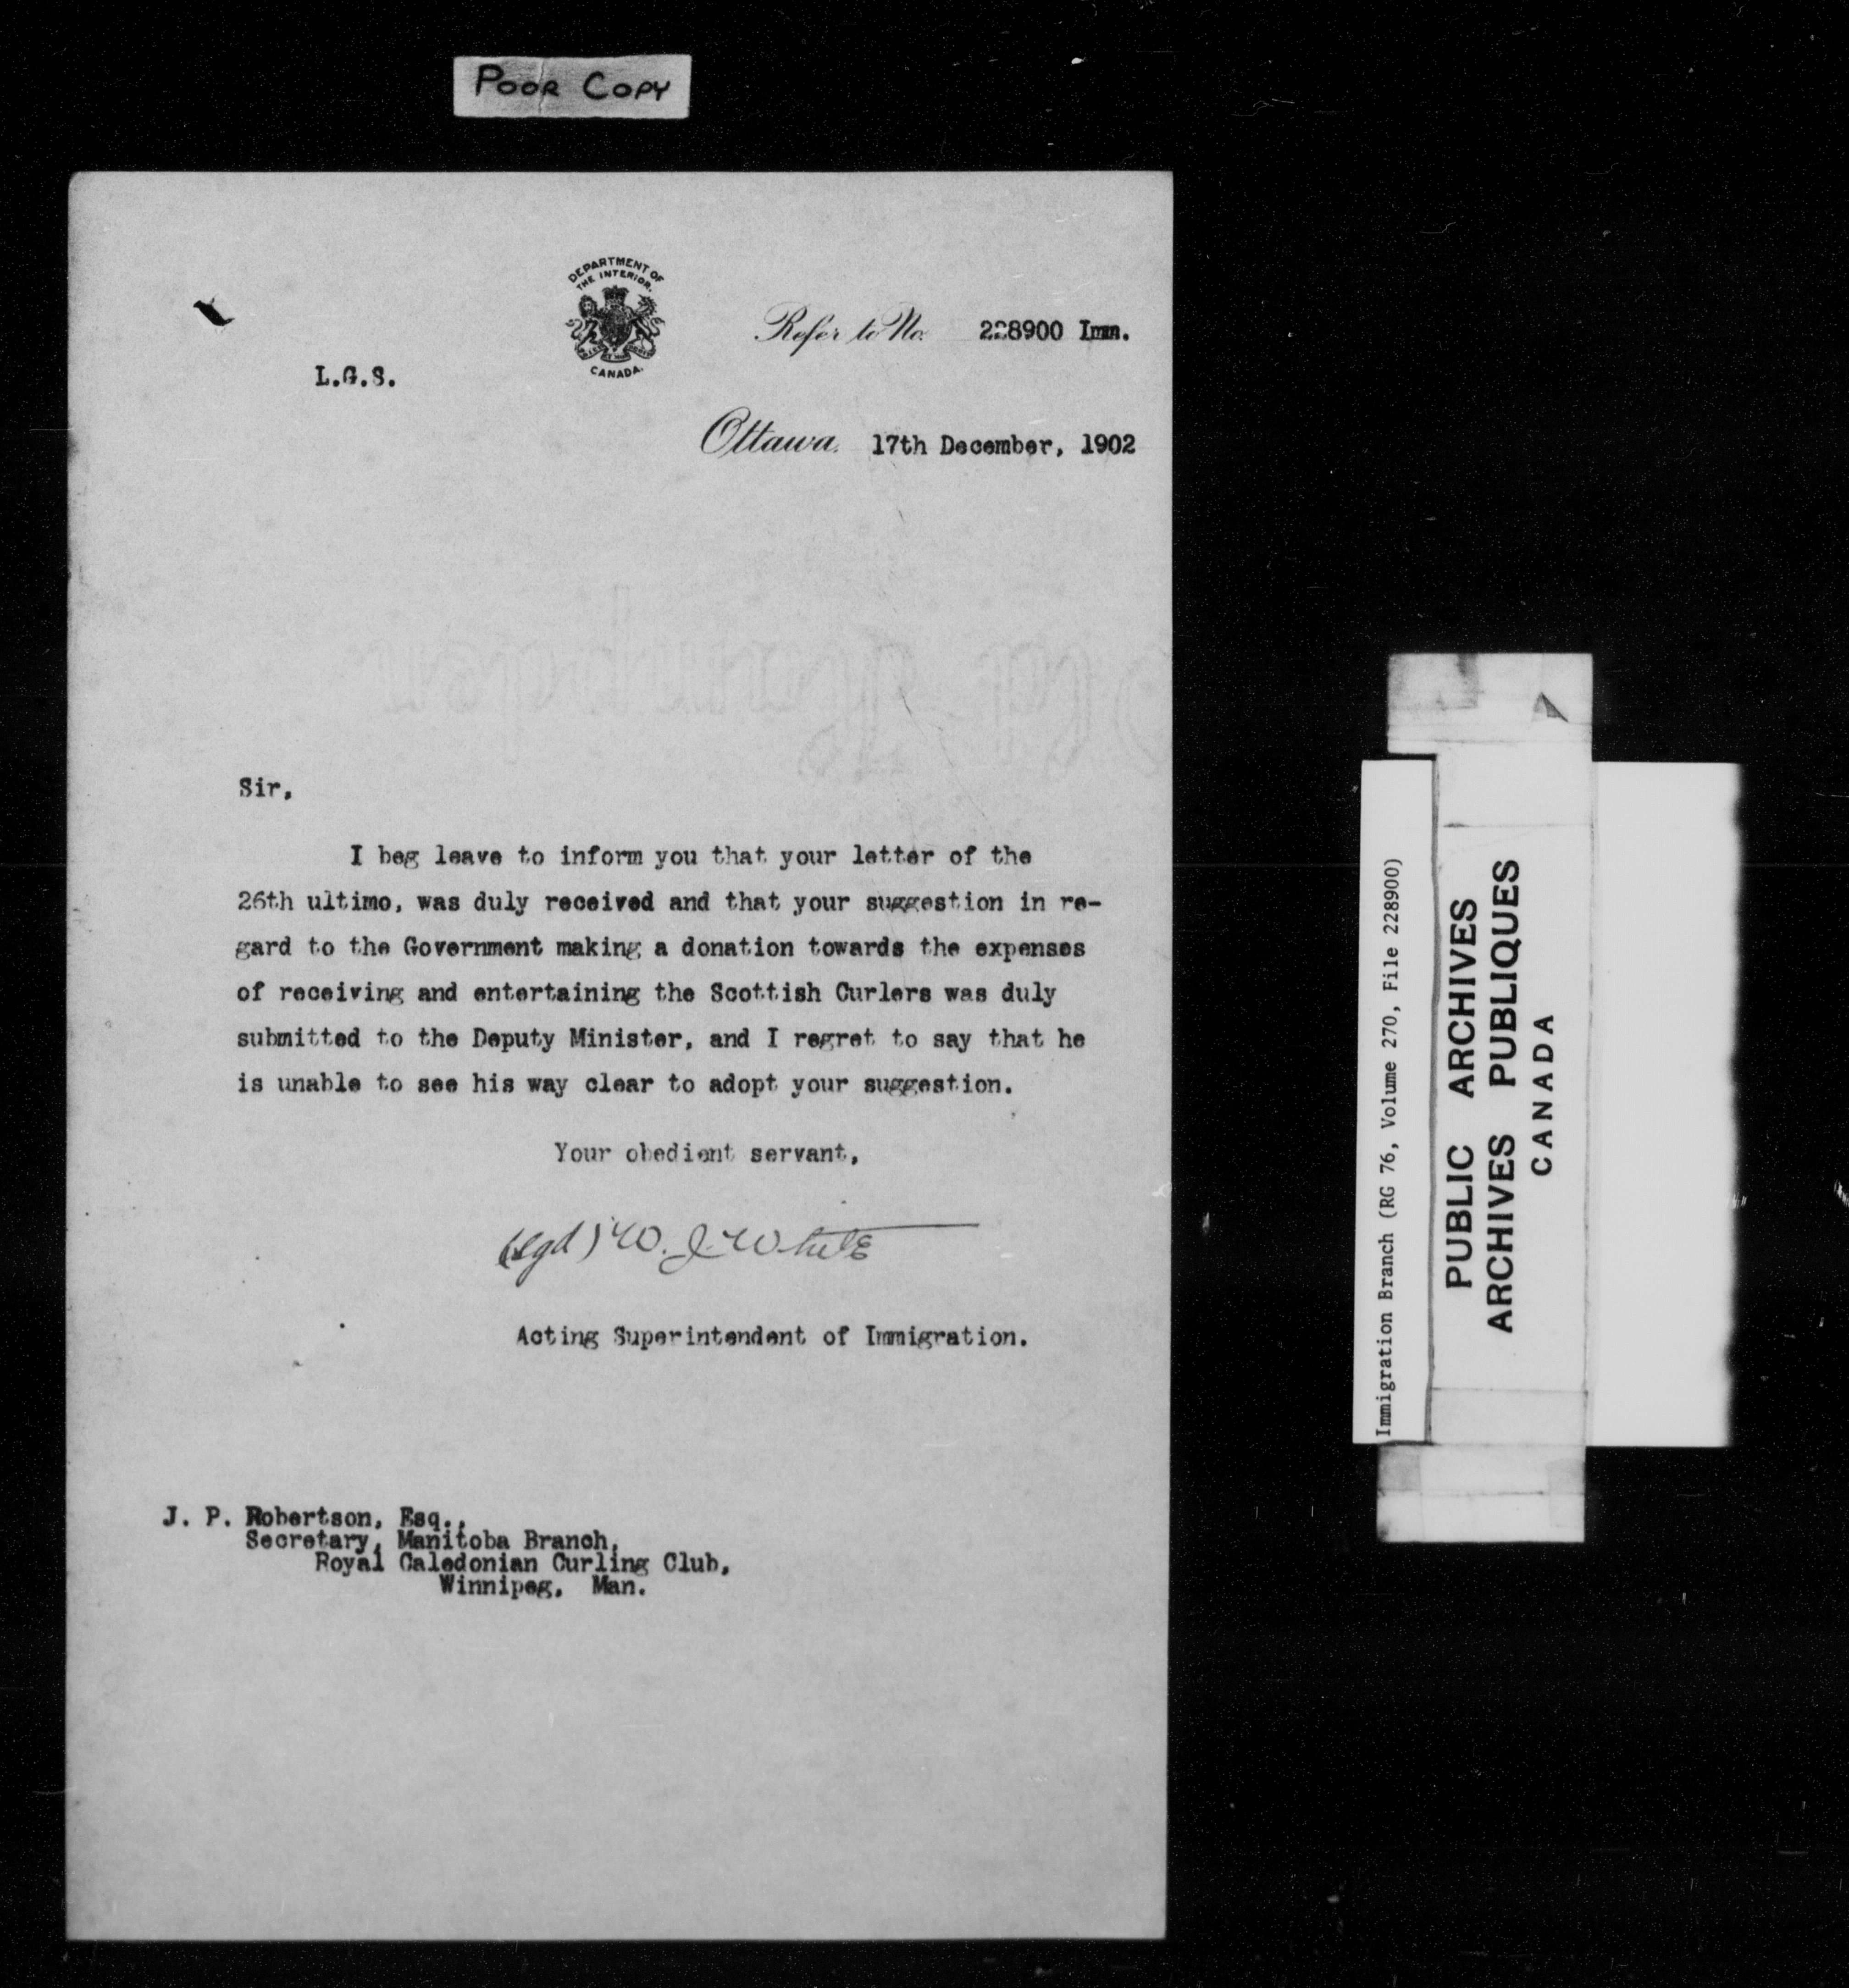 POOR COPY
DEPARTMENT OF
THE INTERIOR.
CANADA.
Refer to No. 228900 Imm.
L.G.S.
Ottawa, 17th December, 1902
Sir,
I beg leave to inform you that your letter of the
26th ultimo, was duly received and that your suggestion in re-
gard to the Government making a donation towards the expenses
of receiving and entertaining the Scottish Curlers was duly
submitted to the Deputy Minister, and I regret to say that he
is unable to see his way clear to adopt your suggestion.
Your obedient servant,
(sgd) W. J. White
Acting Superintendent of Immigration.
J. P. Robertson, Esq.,
Secretary, Manitoba Branch,
Royal Caledonian Curling Club,
Winnipeg, Man.
Immigration Branch (RG 76, Volume 270, File 228900)
PUBLIC ARCHIVES
ARCHIVES PUBLIQUES
CANADA